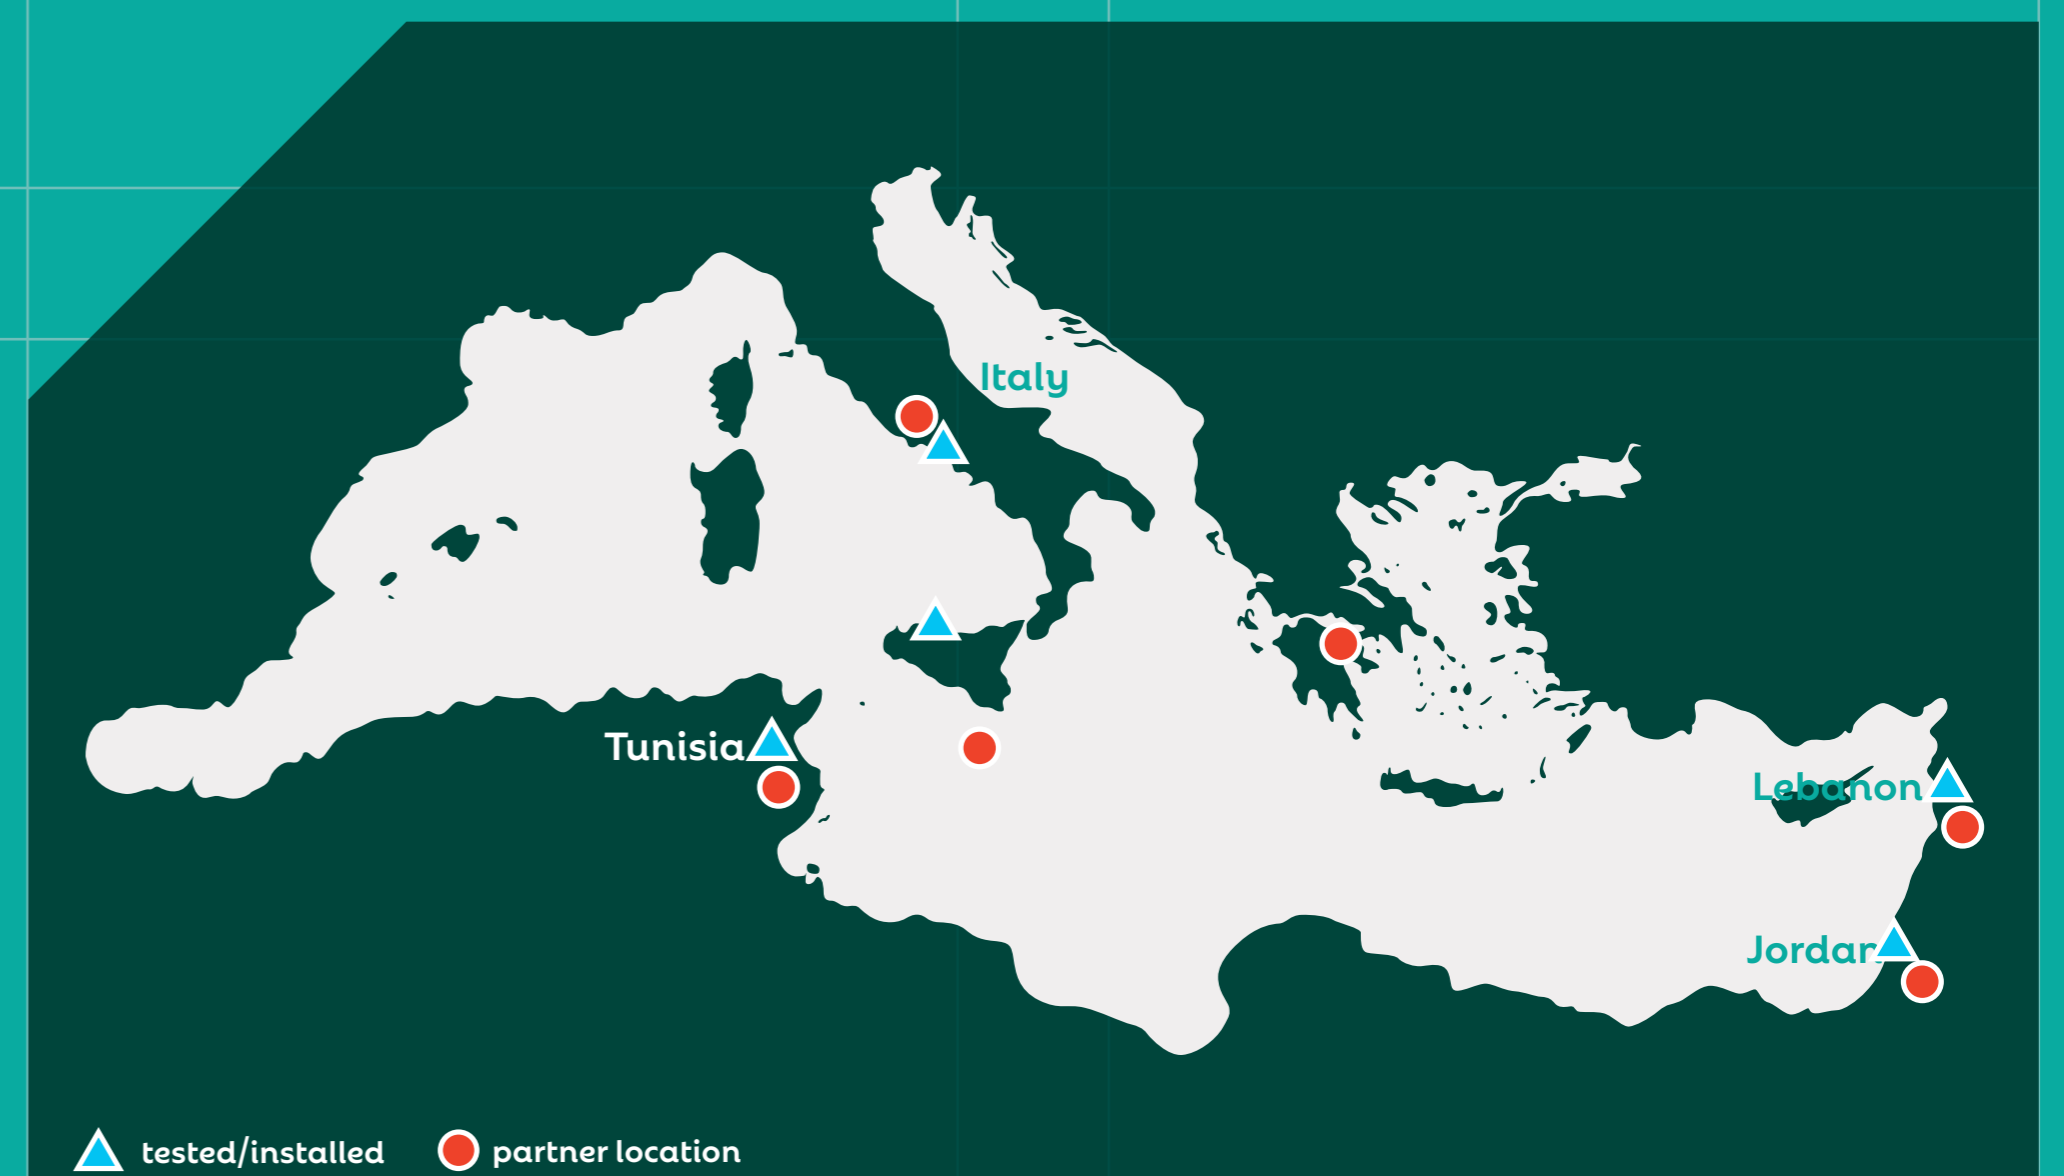 Italy
Tunisia
Lebanon
Jordan
tested/installed
partner location